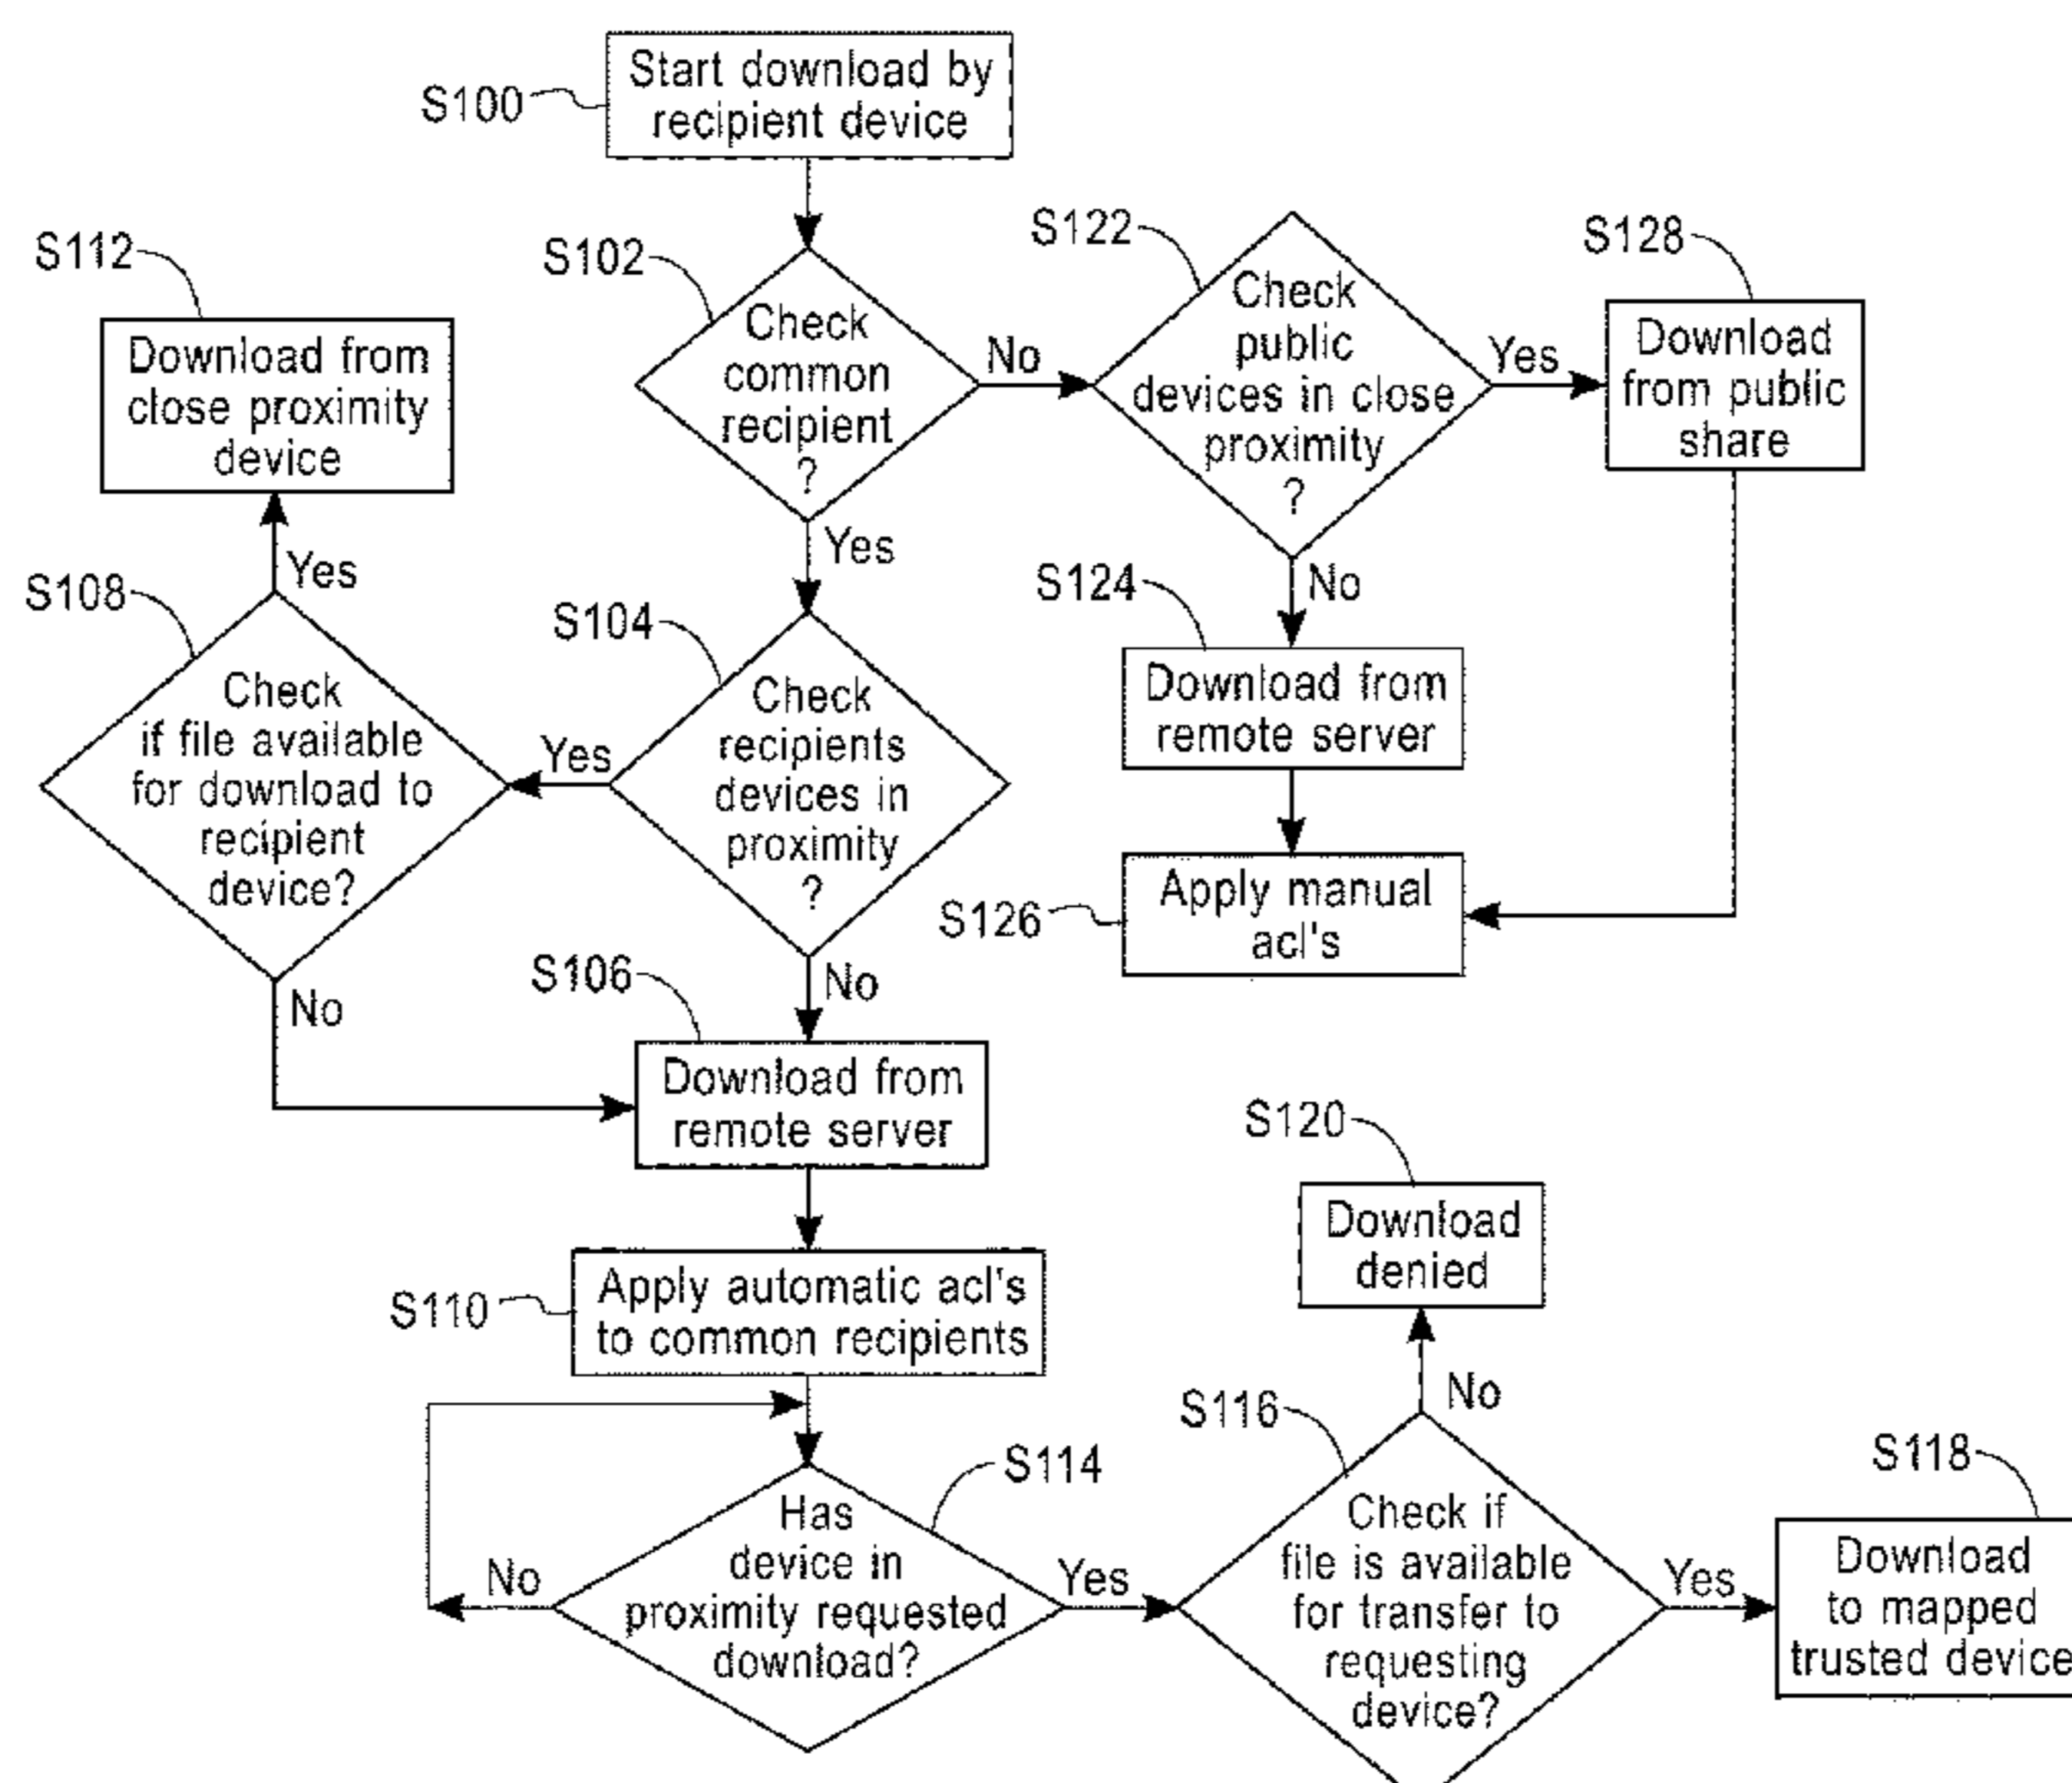 S100
Start download by
recipient device
S112
Download from
close proximity
device
S102
Check
common
recipient
?
No
S122
Check
public
devices in close
proximity
?
Yes
S128
Download
from public
share
Yes
Yes
No
S108
Check
if file available
for download to
recipient
device?
Yes
S104
Check
recipients
devices in
proximity
?
S124
Download from
remote server
S126
Apply manual
acl's
No
No
S106
Download from
remote server
S110
Apply automatic acl's
to common recipients
S120
Download
denied
No
S114
Has
device in
proximity requested
download?
No
Yes
S116
Check if
file is available
for transfer to
requesting
device?
Yes
S118
Download
to mapped
trusted device